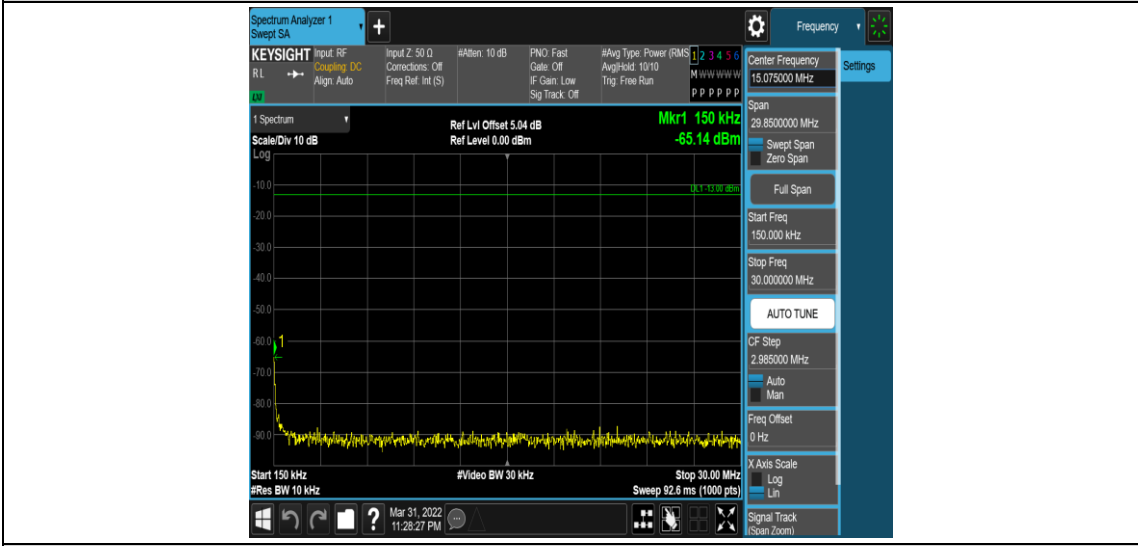 Spectrum Analyzer 1
Swept SA
+
Frequency
KEYSIGHT
RL
Input: RF
Coupling: DC
Align: Auto
Input Z: 50 Ω
Corrections: Off
Freq Ref: Int (S)
#Atten: 10 dB
PNO: Fast
Gate: Off
IF Gain: Low
Sig Track: Off
#Avg Type: Power (RMS
Avg|Hold: 10/10
Trig: Free Run
1 2 3 4 5 6
M W W W W W
P P P P P P
1 Spectrum
Scale/Div 10 dB
Log
Ref Lvl Offset 5.04 dB
Ref Level 0.00 dBm
Mkr1 150 kHz
-65.14 dBm
DL1 -13.00 dBm
-10.0
-20.0
-30.0
-40.0
-50.0
-60.0
1
-70.0
-80.0
-90.0
Start 150 kHz
#Res BW 10 kHz
#Video BW 30 kHz
Stop 30.00 MHz
Sweep 92.6 ms (1000 pts)
Center Frequency
15.075000 MHz
Settings
Span
29.8500000 MHz
Swept Span
Zero Span
Full Span
Start Freq
150.000 kHz
Stop Freq
30.000000 MHz
AUTO TUNE
CF Step
2.985000 MHz
Auto
Man
Freq Offset
0 Hz
X Axis Scale
Log
Lin
Signal Track
(Span Zoom)
?
Mar 31, 2022
11:28:27 PM